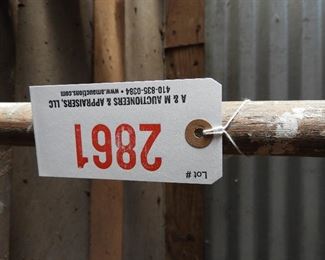 Lot #
2861
A & M AUCTIONEERS & APPRAISERS, LLC
410-835-0384 • www.amauctions.com